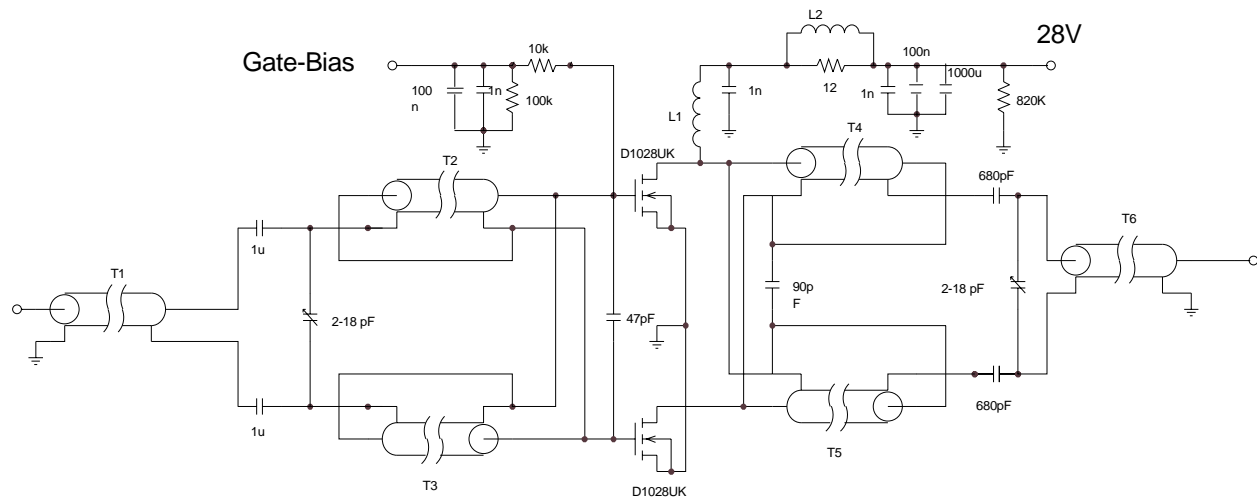 L2
28V
Gate-Bias
10k
100n
1000u
100
n
1n
100k
1n
12
1n
820K
L1
D1028UK
T4
T2
680pF
1u
T6
T1
90p
F
2-18 pF
47pF
2-18 pF
1u
680pF
T5
T3
D1028UK